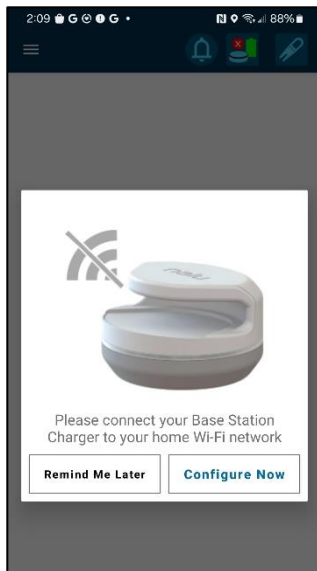 2:09 G G 88%
Please connect your Base Station
Charger to your home Wi-Fi network
Remind Me Later
Configure Now
nalu